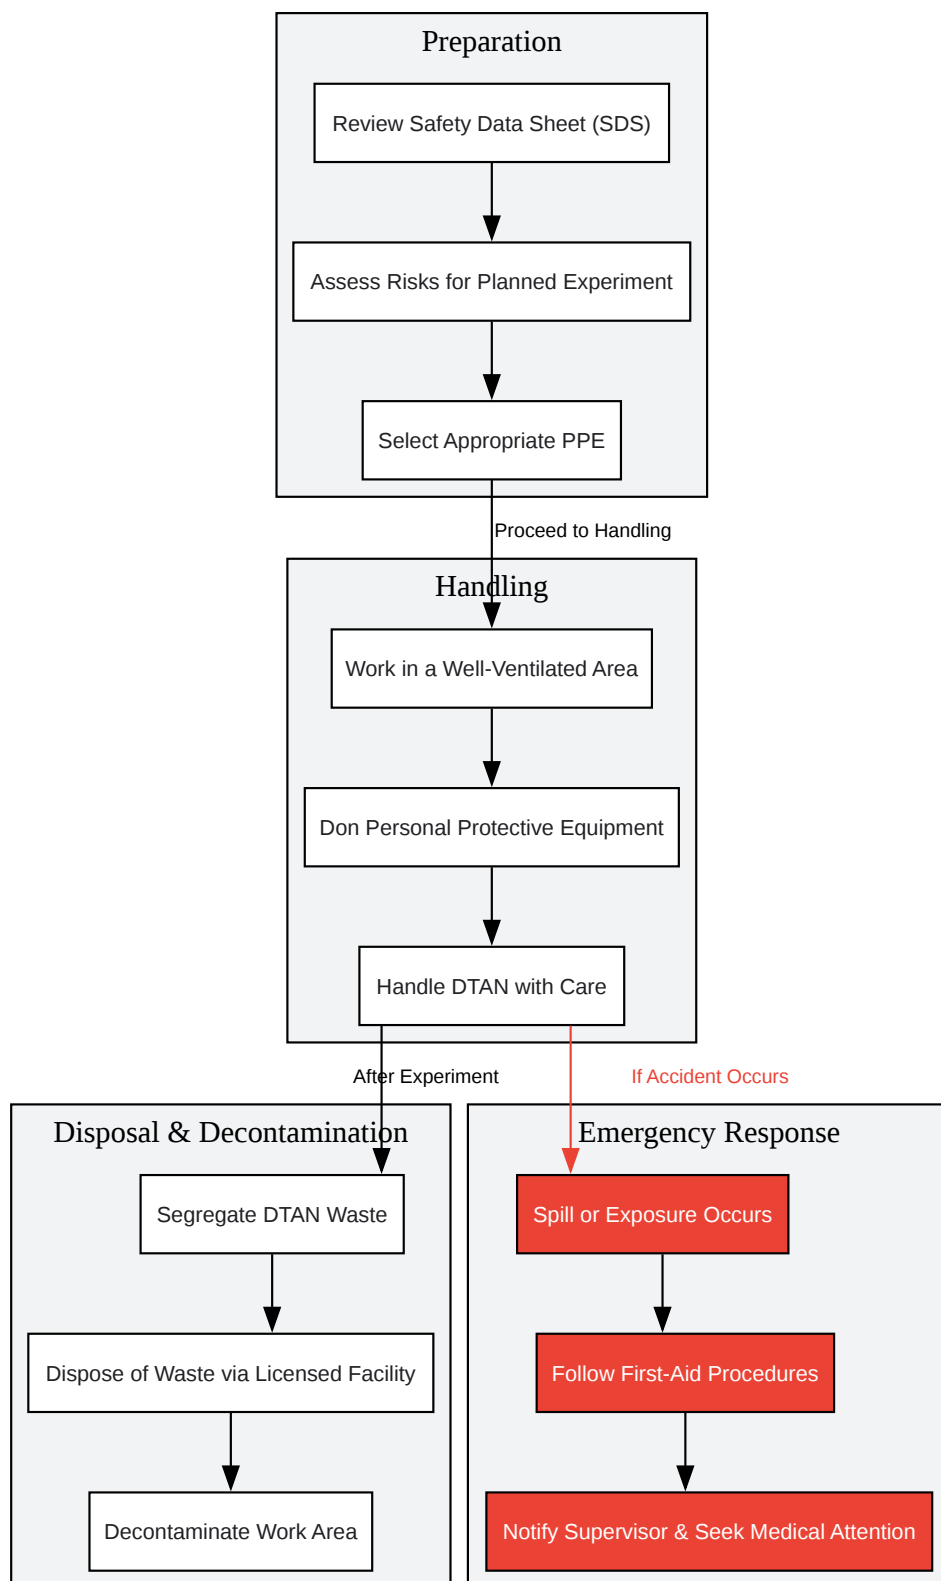 Preparation
Review Safety Data Sheet (SDS)
Assess Risks for Planned Experiment
Select Appropriate PPE
Proceed to Handling
Handling
Work in a Well-Ventilated Area
Don Personal Protective Equipment
Handle DTAN with Care
After Experiment
If Accident Occurs
Disposal & Decontamination
Segregate DTAN Waste
Dispose of Waste via Licensed Facility
Decontaminate Work Area
Emergency Response
Spill or Exposure Occurs
Follow First-Aid Procedures
Notify Supervisor & Seek Medical Attention